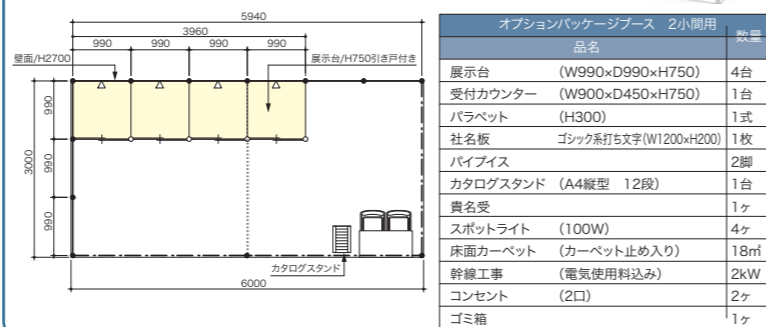 5940
3960
990 990 990 990
壁面/H2700
展示台/H750引き戸付き
990
990
990
3000
カタログスタンド
6000
オプションパッケージブース 2小間用
品名 数量
展示台 (W990×D990×H750) 4台
受付カウンター (W900×D450×H750) 1台
パラペット (H300) 1式
社名板 ゴシック系打ち文字(W1200×H200) 1枚
パイプイス 2脚
カタログスタンド (A4縦型 12段) 1台
貴名受 1ヶ
スポットライト (100W) 4ヶ
床面カーペット (カーペット止め入り) 18㎡
幹線工事 (電気使用料込み) 2kW
コンセント (2口) 2ヶ
ゴミ箱 1ヶ